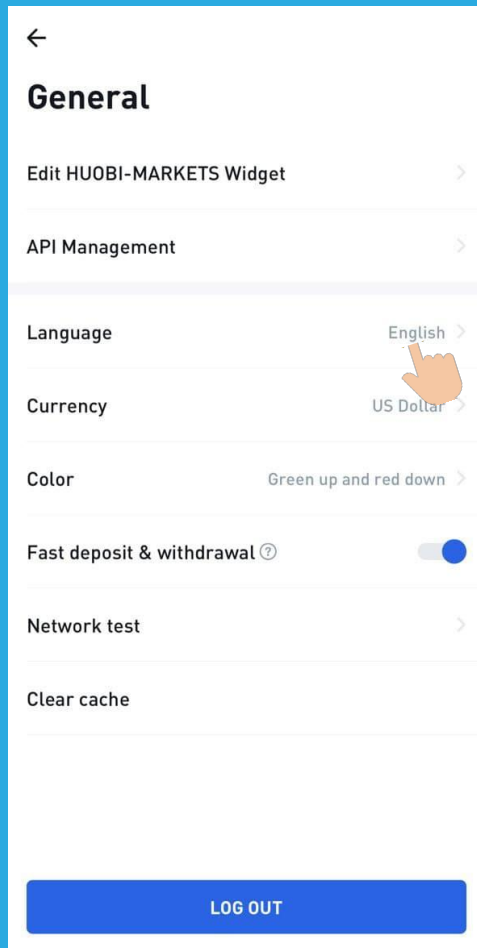 General
Edit HUOBI-MARKETS Widget
API Management
Language English
Currency US Dollar
Color Green up and red down
Fast deposit & withdrawal ?
Network test
Clear cache
LOG OUT